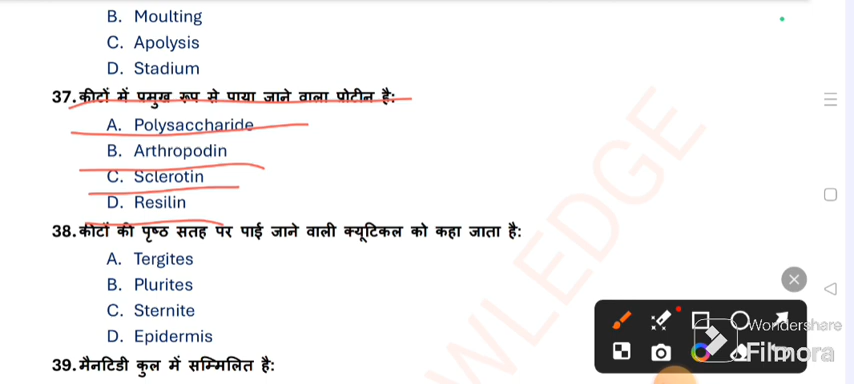 B. Moulting
C. Apolysis
D. Stadium
37. कीटों में प्रमुख रूप से पाया जाने वाला प्रोटीन है:
A. Polysaccharide
B. Arthropodin
C. Sclerotin
D. Resilin
38. कीटों की पृष्ठ सतह पर पाई जाने वाली क्यूटिकल को कहा जाता है:
A. Tergites
B. Plurites
C. Sternite
D. Epidermis
39. मैनटिडी कुल में सम्मिलित है:
WLEDGE
Wondershare
Filmora